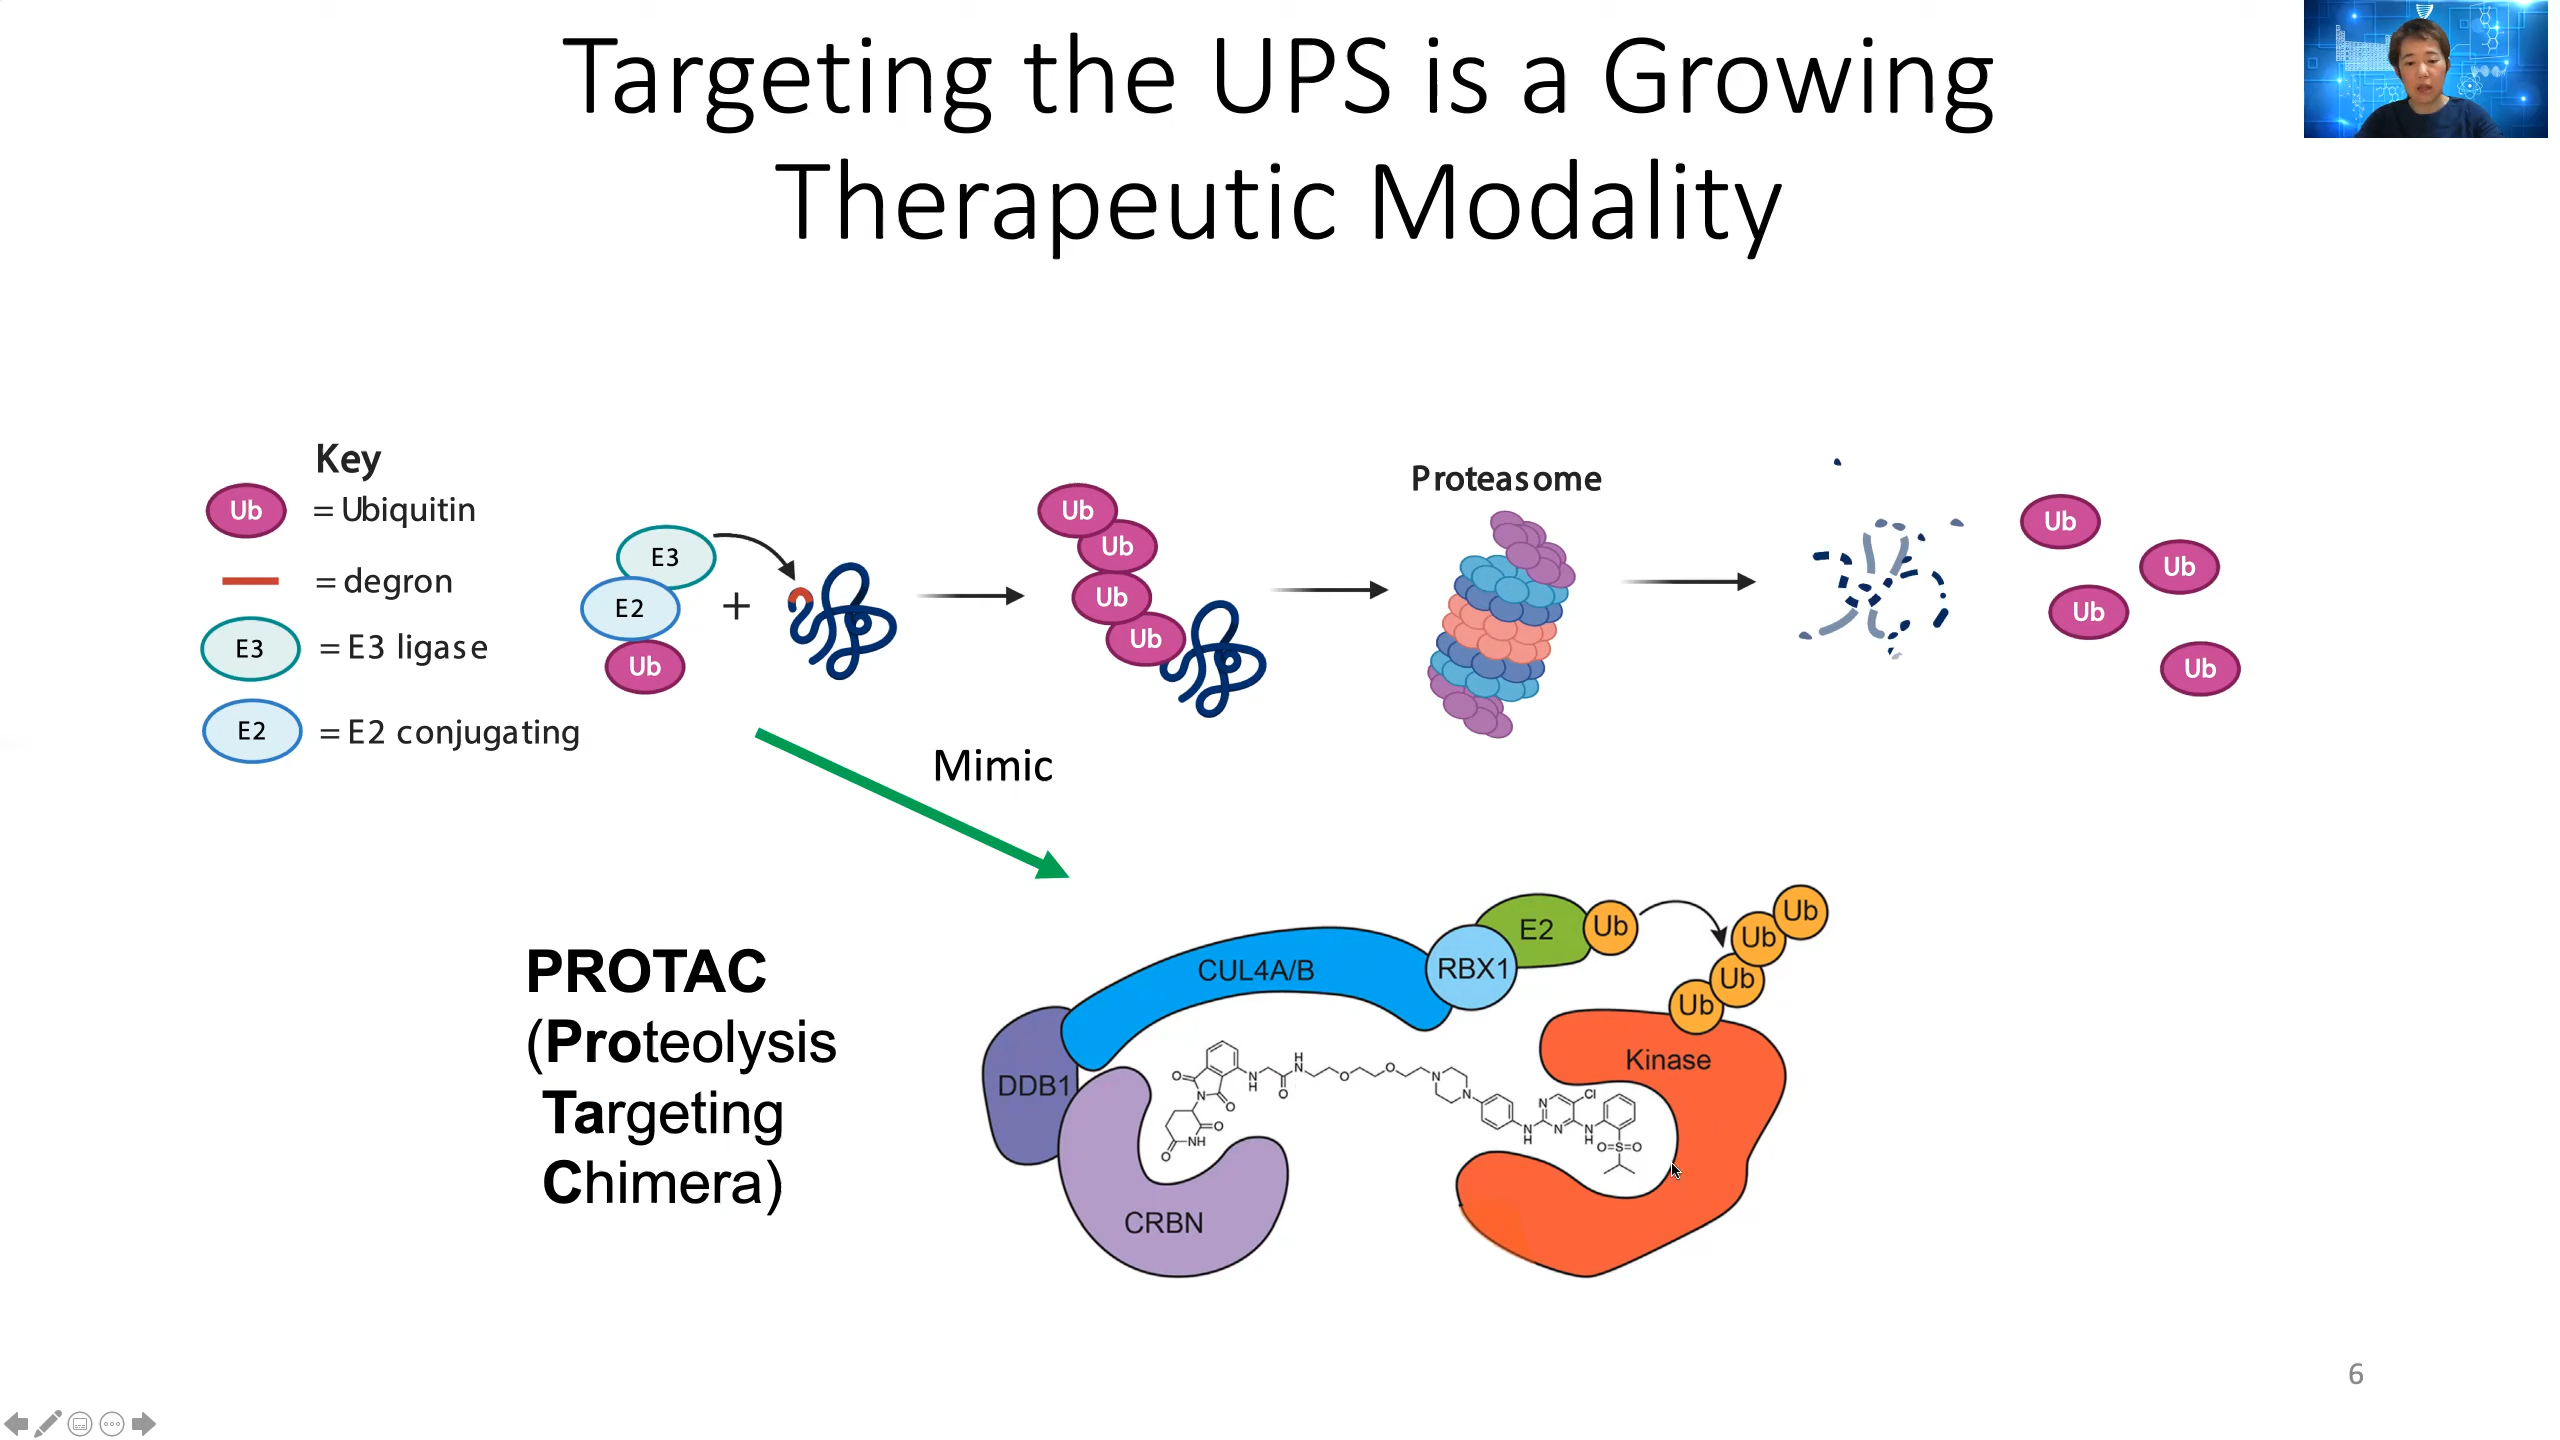 Targeting the UPS is a Growing
Therapeutic Modality
Key
Ub = Ubiquitin
= degron
E3 = E3 ligase
E2 = E2 conjugating
E3
E2
Ub
+
Ub
Ub
Ub
Ub
Proteasome
Ub
Ub
Ub
Ub
Mimic
PROTAC
(Proteolysis
Targeting
Chimera)
CUL4A/B
RBX1
E2
Ub
Ub
Ub
Ub
Ub
DDB1
CRBN
Kinase
O
N
O
N
H
O
H
N
O
O
N
N
O
NH
O
N
H
N
N
Cl
N
H
O=S=O
6